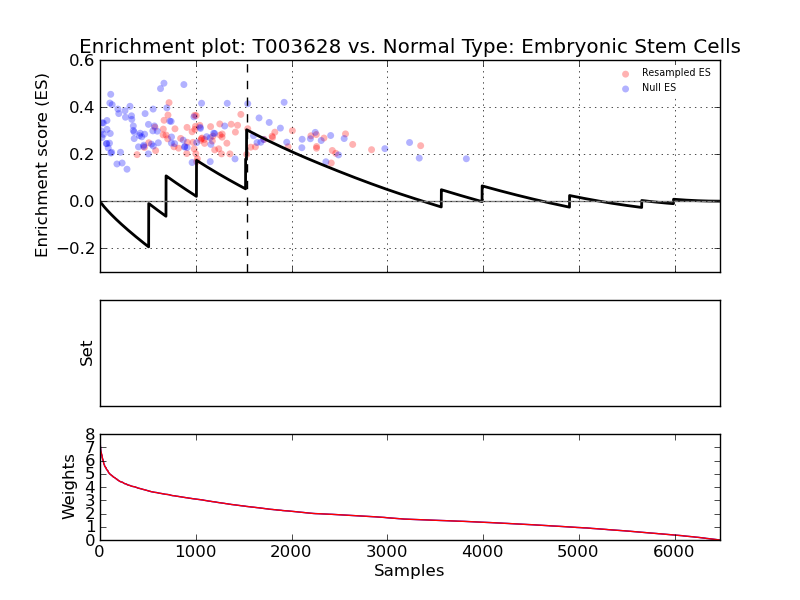 Enrichment plot: T003628 vs. Normal Type: Embryonic Stem Cells
Enrichment score (ES)
0.6
0.4
0.2
0.0
−0.2
Resampled ES
Null ES
Set
Weights
8
7
6
5
4
3
2
1
0
0 1000 2000 3000 4000 5000 6000
Samples